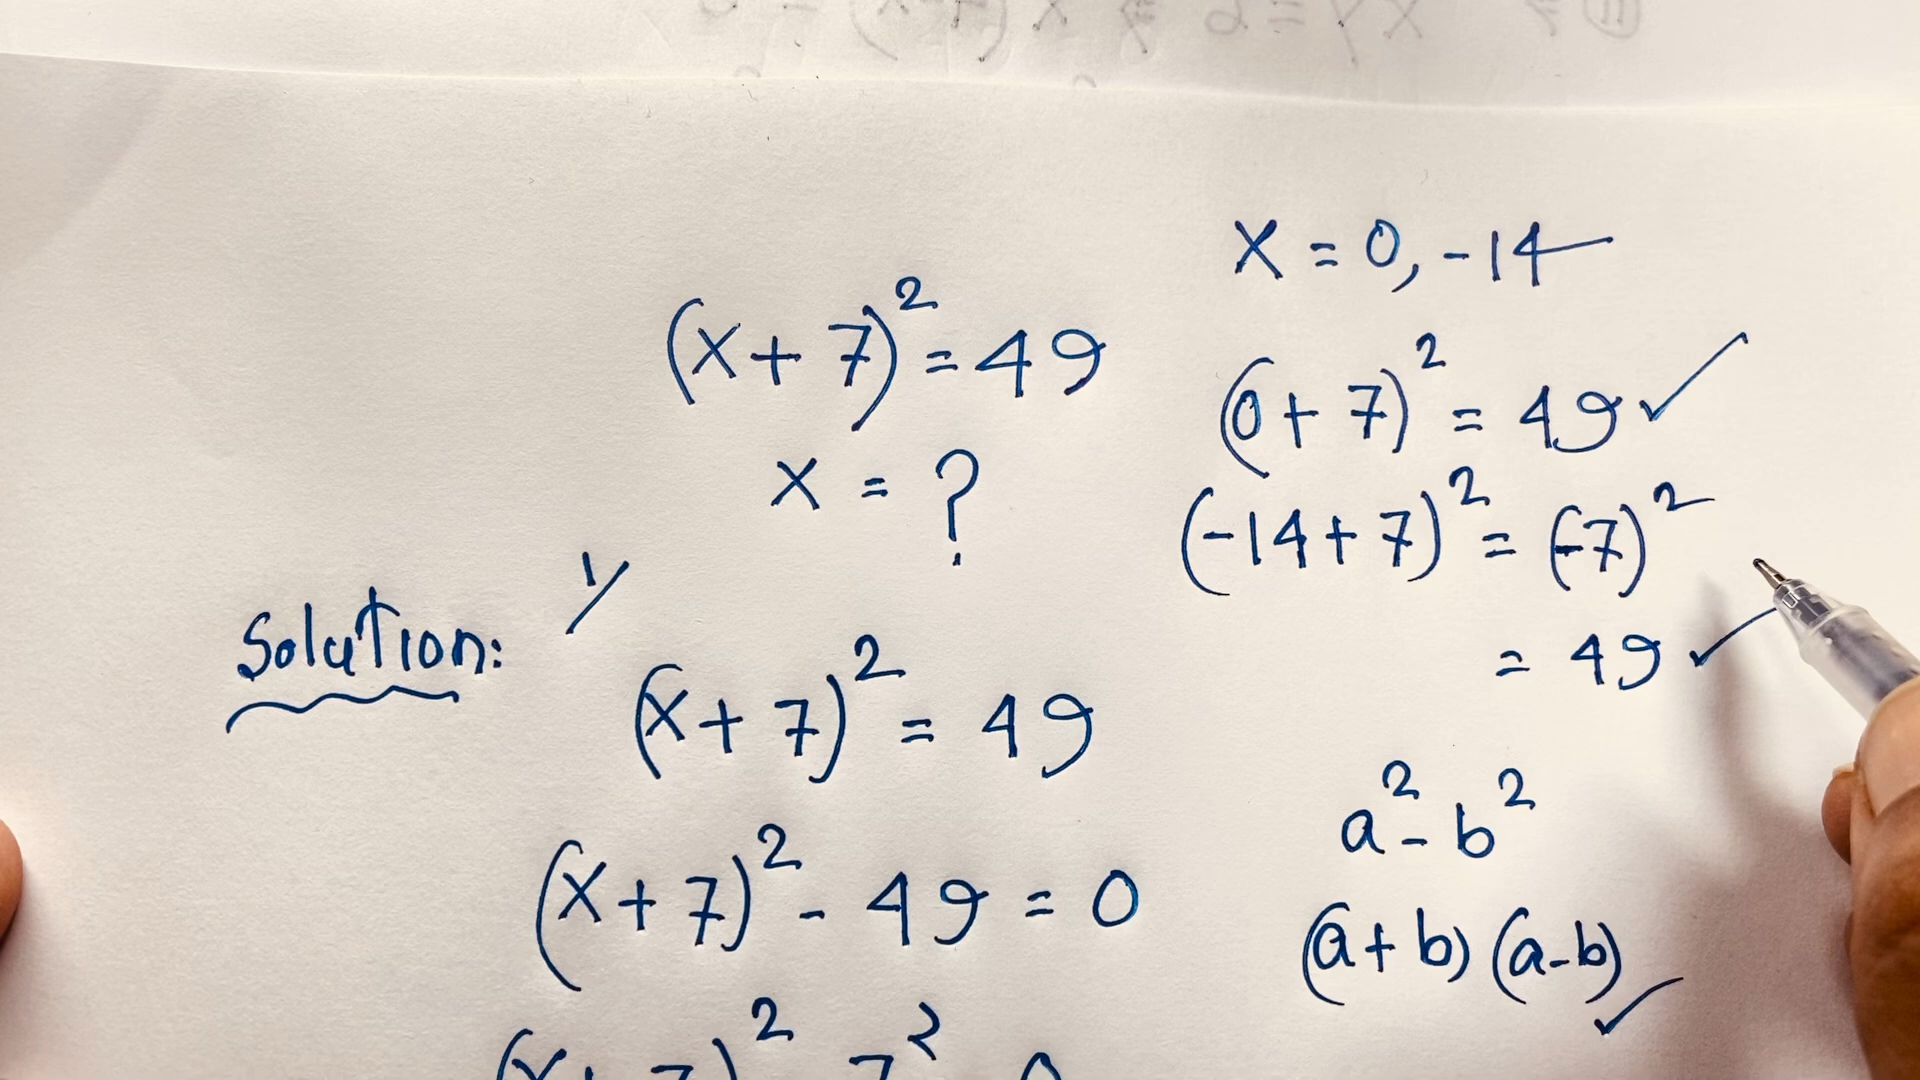 (x+7)² = 49
x = ?
Solution: 1/
(x+7)² = 49
(x+7)² - 49 = 0
x = 0, -14
(0+7)² = 49 ✓
(-14+7)² = (-7)²
= 49 ✓
a² - b²
(a+b) (a-b) ✓